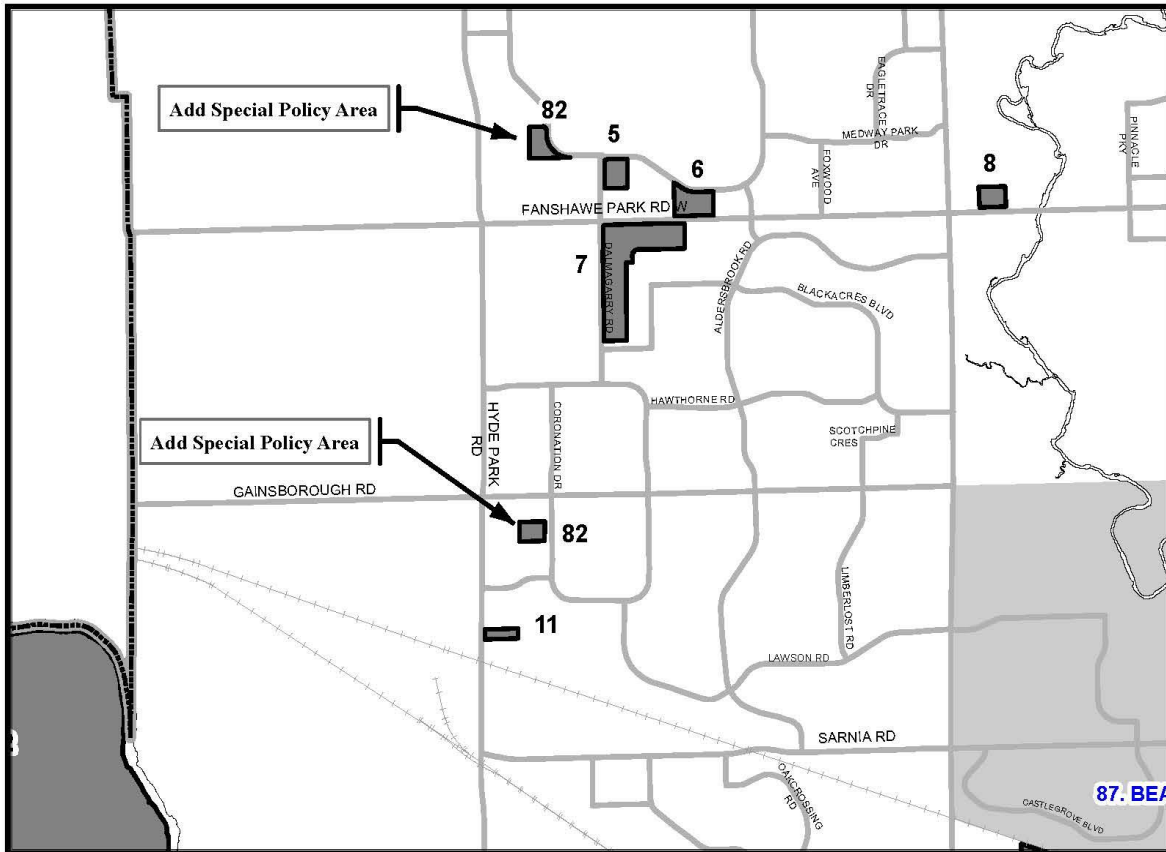 Add Special Policy Area
82
5
6
8
EAGLETRACE
DR
MEDWAY PARK
DR
FOXWOOD
AVE
PINNACLE
PKY
FANSHAWE PARK RD W
7
DALMAGARRY RD
ALDERSBROOK RD
BLACKACRES BLVD
HAWTHORNE RD
SCOTCHPINE
CRES
HYDE PARK
RD
CORONATION DR
Add Special Policy Area
GAINSBOROUGH RD
82
LIMBERLOST RD
11
LAWSON RD
SARNIA RD
OAKCROSSING
RD
87. BEA
CASTLEGROVE BLVD